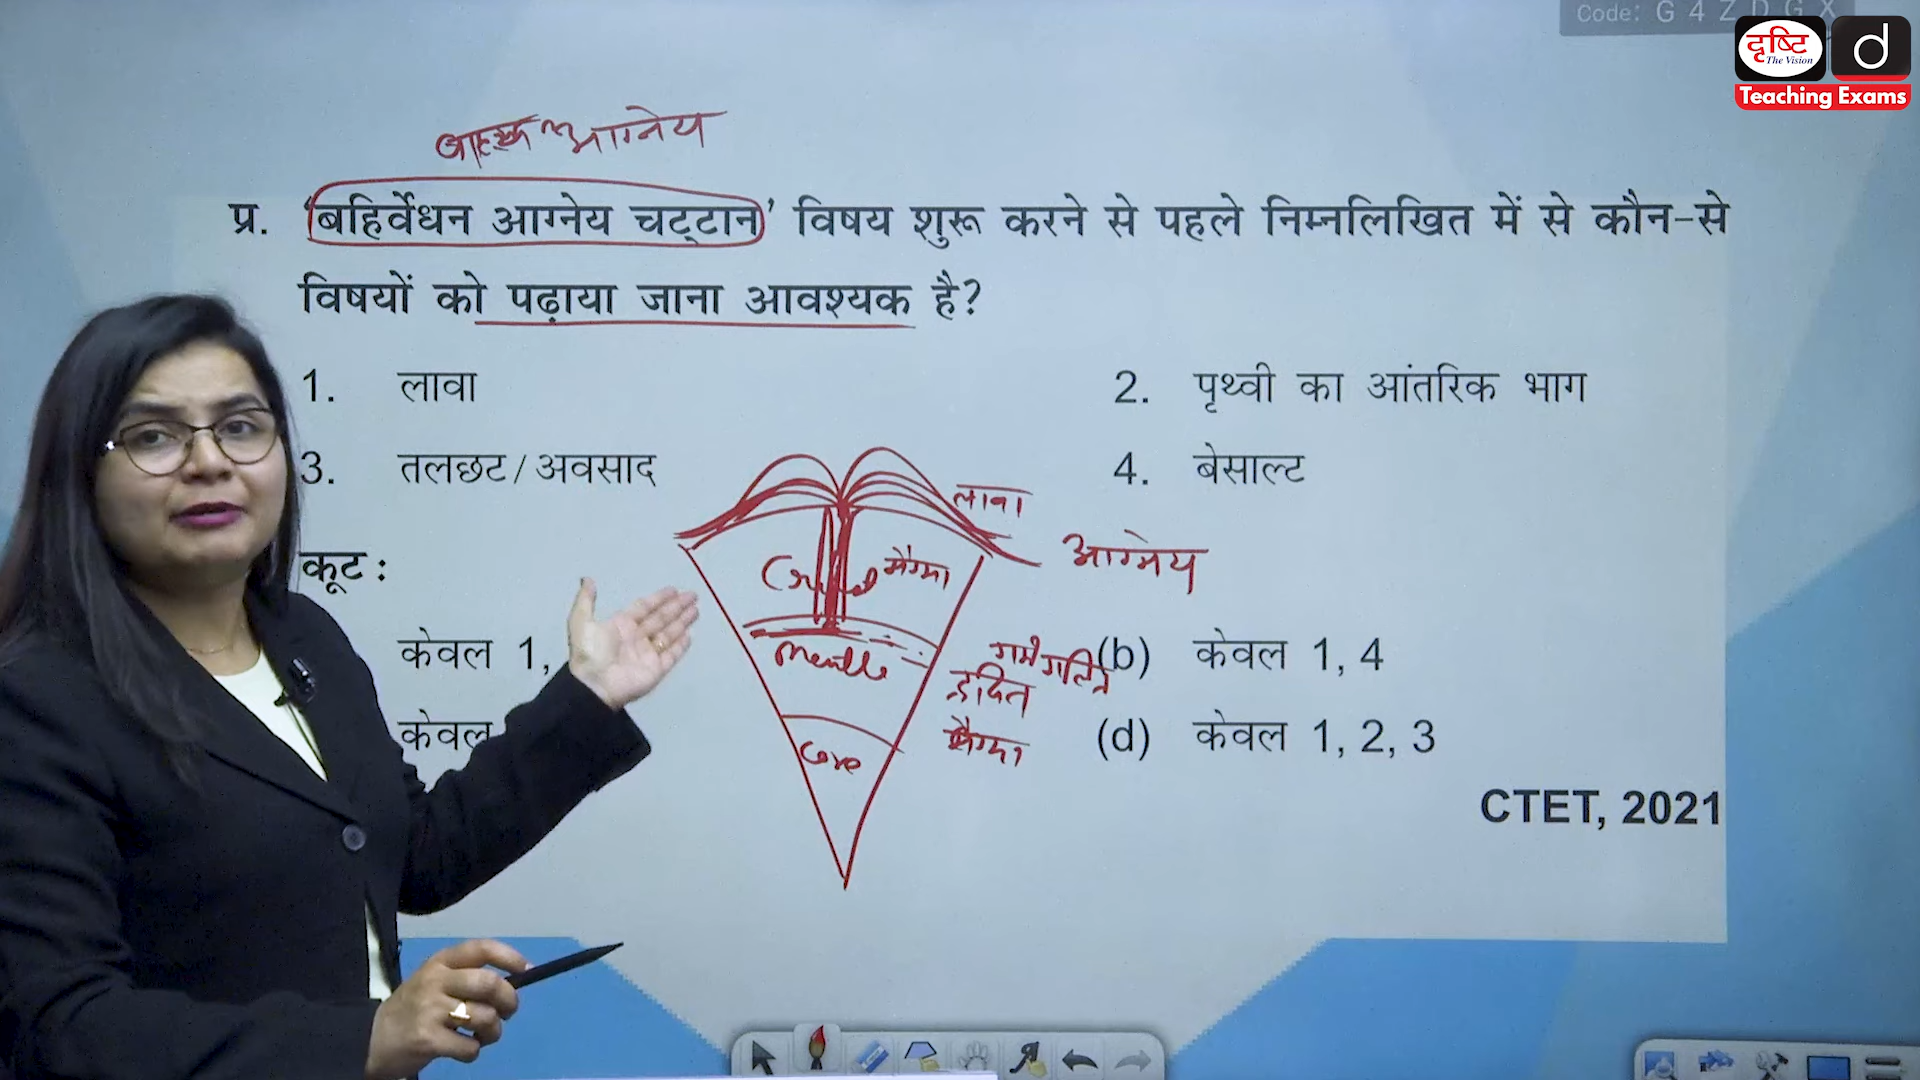 Code: G 4 Z D G X
दृष्टि
The Vision
d
Teaching Exams
आग्नेय
प्र. 'बहिर्वेधन आग्नेय चट्टान' विषय शुरू करने से पहले निम्नलिखित में से कौन-से
विषयों को पढ़ाया जाना आवश्यक है?
1. लावा
2. पृथ्वी का आंतरिक भाग
3. तलछट/अवसाद
4. बेसाल्ट
लावा
आग्नेय
मैग्मा
कूट:
केवल 1,
(b) केवल 1, 4
गर्म गलित
द्रवित
मैग्मा
केवल
(d) केवल 1, 2, 3
Core
CTET, 2021